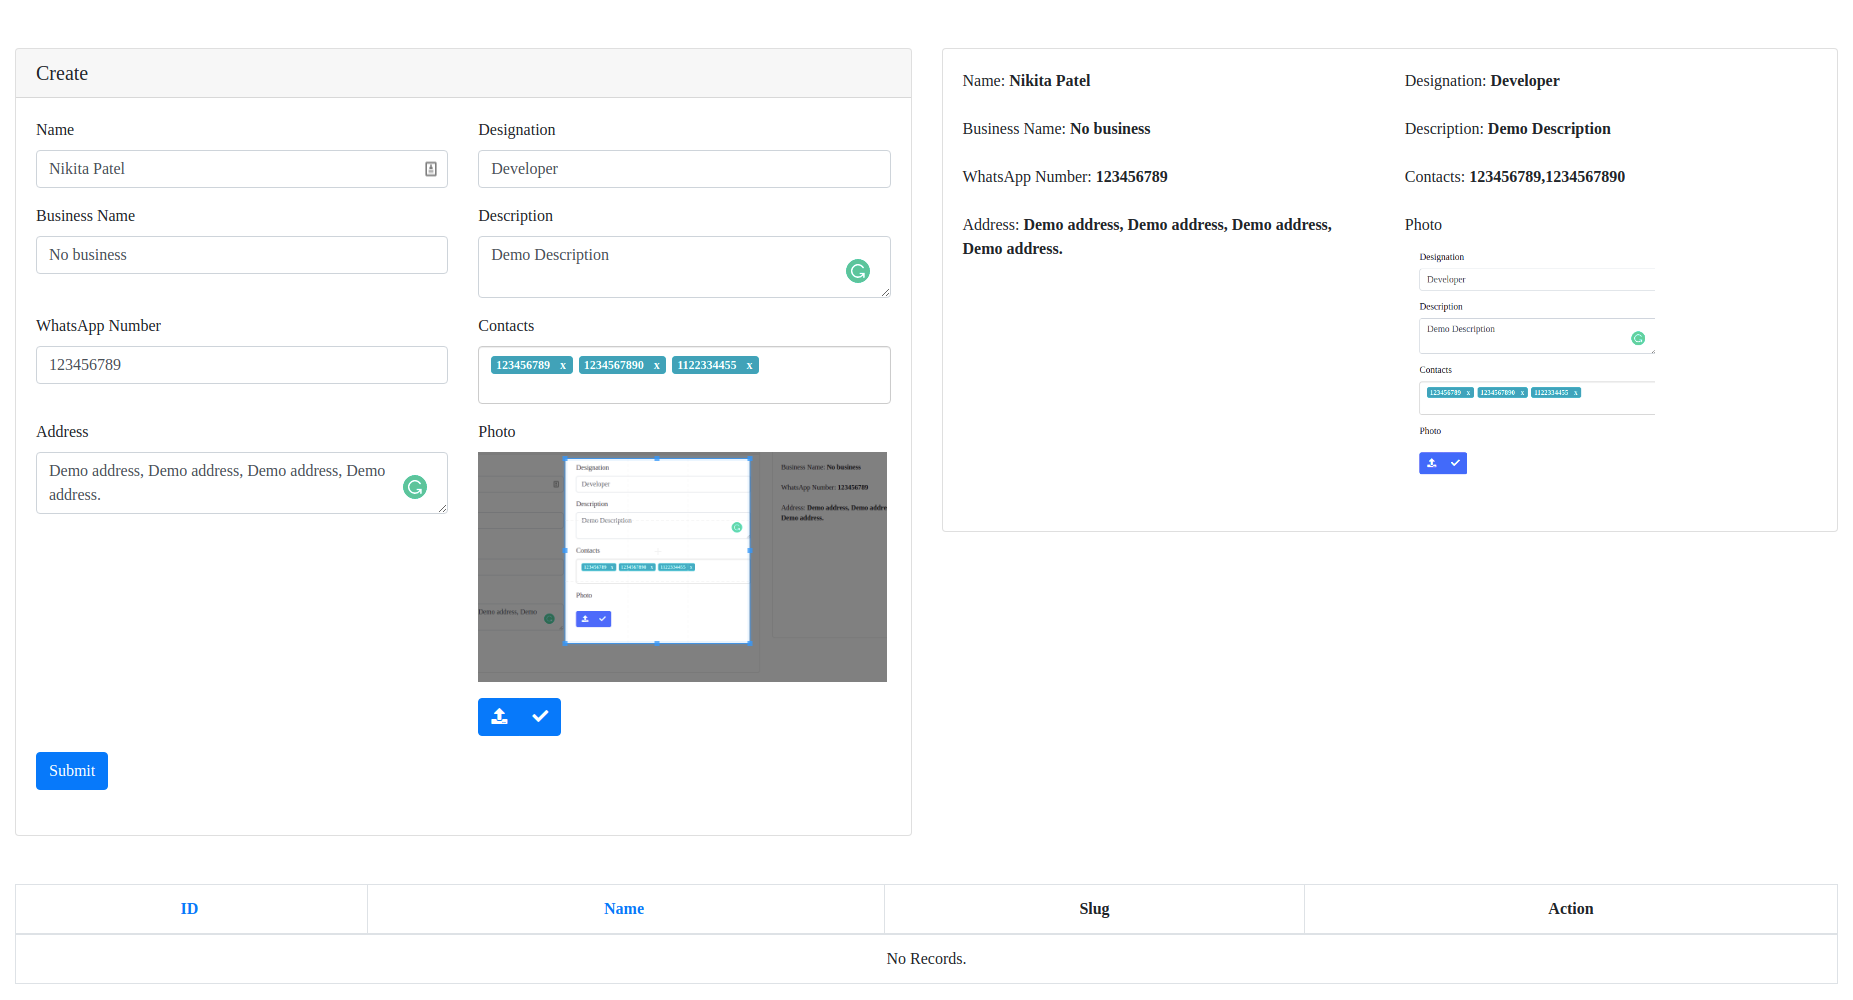 Create
Name
Nikita Patel
Designation
Developer
Business Name
No business
Description
Demo Description
WhatsApp Number
123456789
Contacts
123456789 x 1234567890 x 1122334455 x
Address
Demo address, Demo address, Demo address, Demo
address.
Photo
Designation
Developer
Description
Demo Description
Contacts
123456789 x 1234567890 x 1122334455 x
Photo
Demo address, Demo
Business Name: No business
WhatsApp Number: 123456789
Address: Demo address, Demo addre
Demo address.
Submit
Name: Nikita Patel
Designation: Developer
Business Name: No business
Description: Demo Description
WhatsApp Number: 123456789
Contacts: 123456789,1234567890
Address: Demo address, Demo address, Demo address,
Demo address.
Photo
Designation
Developer
Description
Demo Description
Contacts
123456789 x 1234567890 x 1122334455 x
Photo
ID Name Slug Action
No Records.